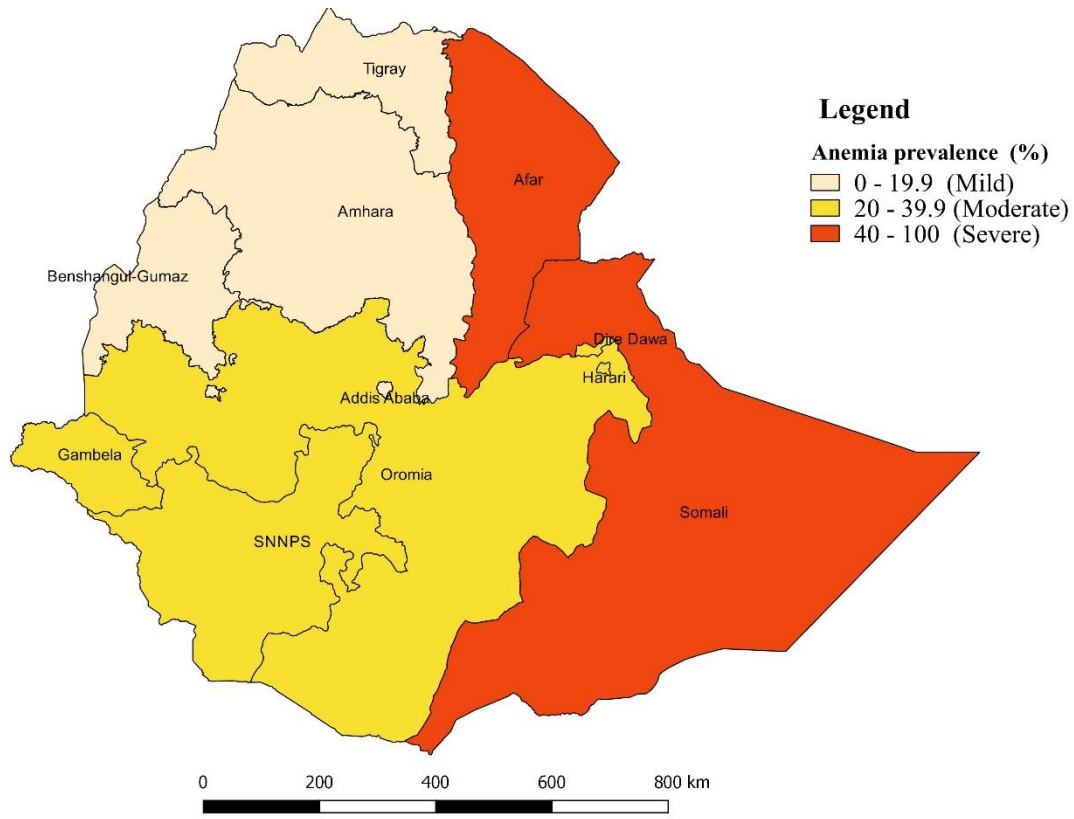 Tigray
Legend
Anemia prevalence (%)
0 - 19.9 (Mild)
20 - 39.9 (Moderate)
40 - 100 (Severe)
Afar
Amhara
Benshangul-Gumaz
Dire Dawa
Harari
Addis Ababa
Gambela
Oromia
Somali
SNNPS
0 200 400 600 800 km